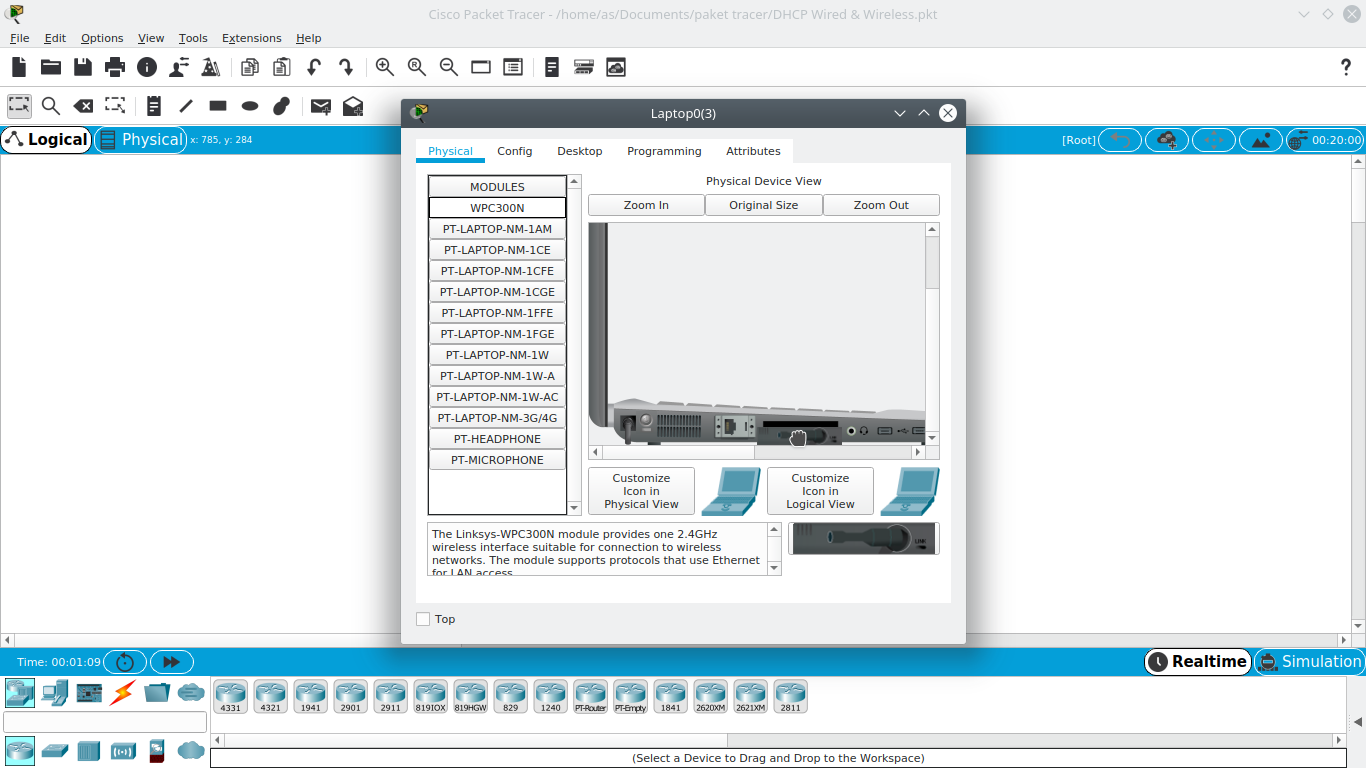 Cisco Packet Tracer - /home/as/Documents/paket tracer/DHCP Wired & Wireless.pkt
File Edit Options View Tools Extensions Help
?
Logical Physical x: 785, y: 284 [Root] 00:20:00
Laptop0(3)
Physical Config Desktop Programming Attributes
MODULES
WPC300N
PT-LAPTOP-NM-1AM
PT-LAPTOP-NM-1CE
PT-LAPTOP-NM-1CFE
PT-LAPTOP-NM-1CGE
PT-LAPTOP-NM-1FFE
PT-LAPTOP-NM-1FGE
PT-LAPTOP-NM-1W
PT-LAPTOP-NM-1W-A
PT-LAPTOP-NM-1W-AC
PT-LAPTOP-NM-3G/4G
PT-HEADPHONE
PT-MICROPHONE
Physical Device View
Zoom In Original Size Zoom Out
Customize
Icon in
Physical View
Customize
Icon in
Logical View
The Linksys-WPC300N module provides one 2.4GHz
wireless interface suitable for connection to wireless
networks. The module supports protocols that use Ethernet
for LAN access.
LINK
Top
Time: 00:01:09 Realtime Simulation
4331 4321 1941 2901 2911 819IOX 819HGW 829 1240 PT-Router PT-Empty 1841 2620XM 2621XM 2811
(Select a Device to Drag and Drop to the Workspace)